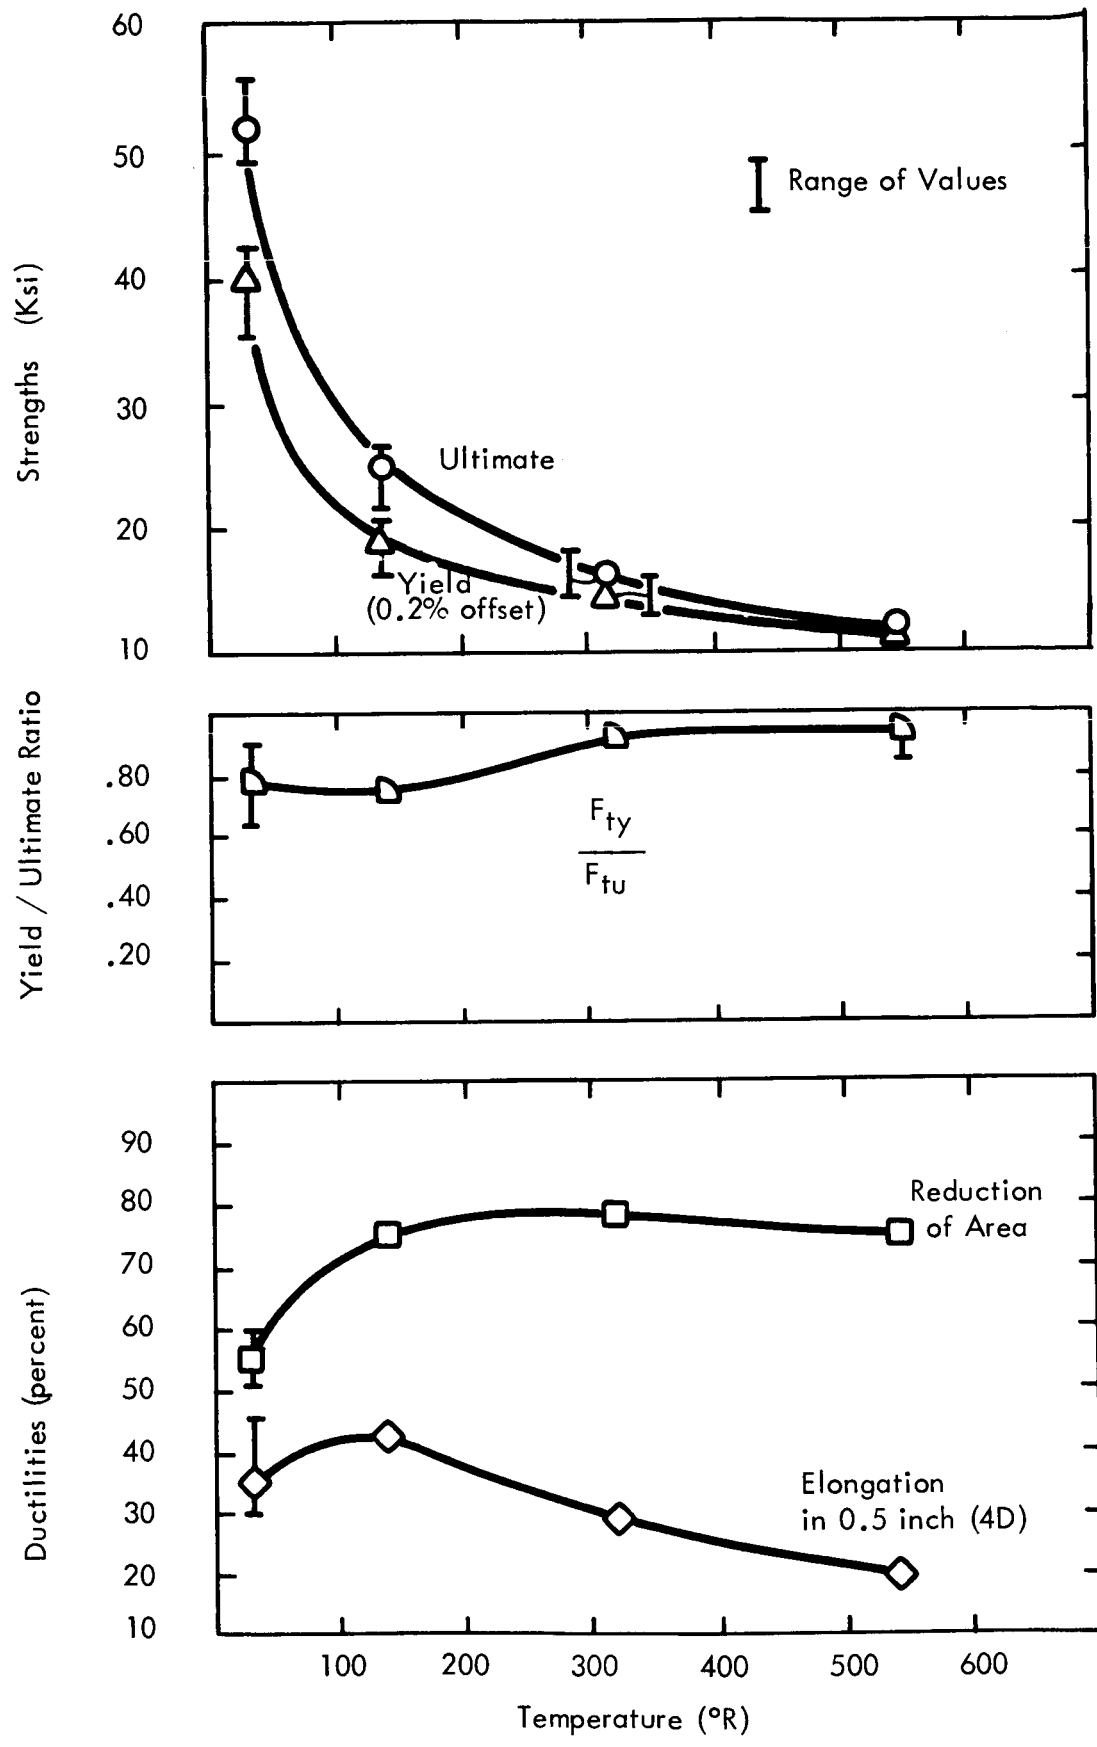 60
50
40
30
20
10
Strengths (Ksi)
Range of Values
Ultimate
Yield
(0.2% offset)
Yield / Ultimate Ratio
.80
.60
.40
.20
Fty
Ftu
Ductilities (percent)
90
80
70
60
50
40
30
20
10
Reduction
of Area
Elongation
in 0.5 inch (4D)
100 200 300 400 500 600
Temperature (°R)